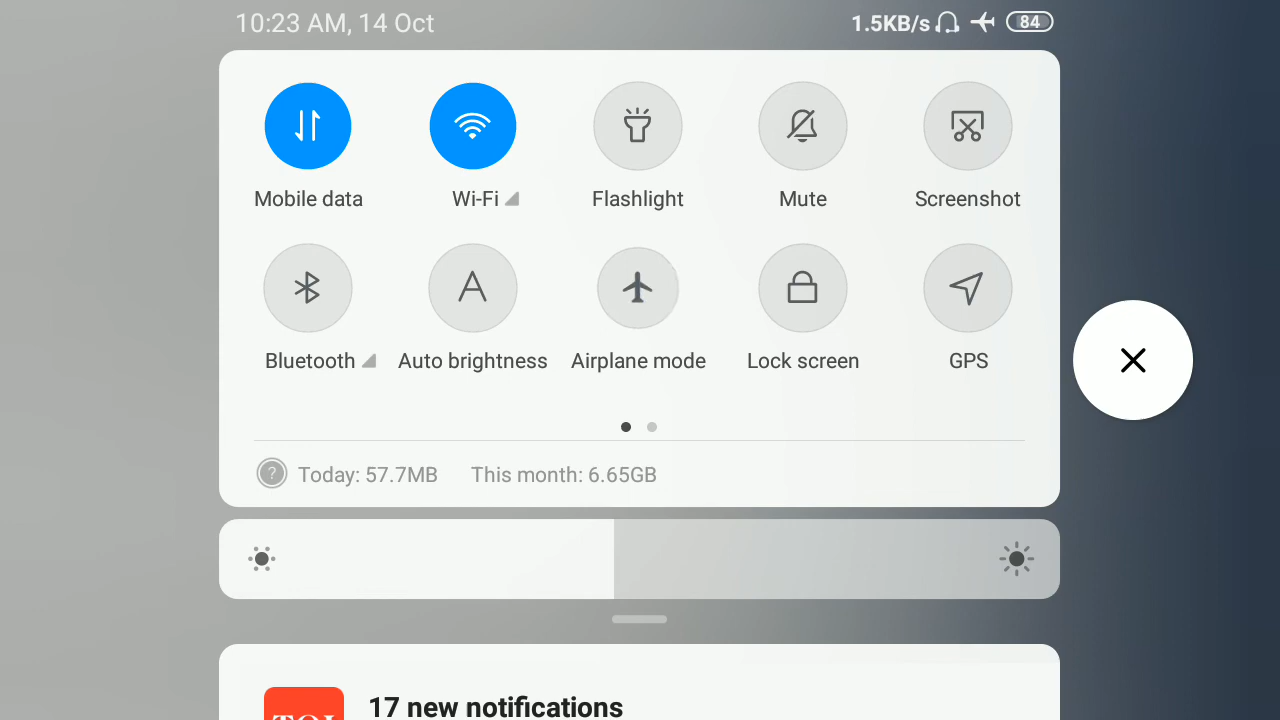 10:23 AM, 14 Oct 1.5KB/s 84
Mobile data Wi-Fi Flashlight Mute Screenshot
Bluetooth Auto brightness Airplane mode Lock screen GPS
? Today: 57.7MB This month: 6.65GB
17 new notifications
TOI